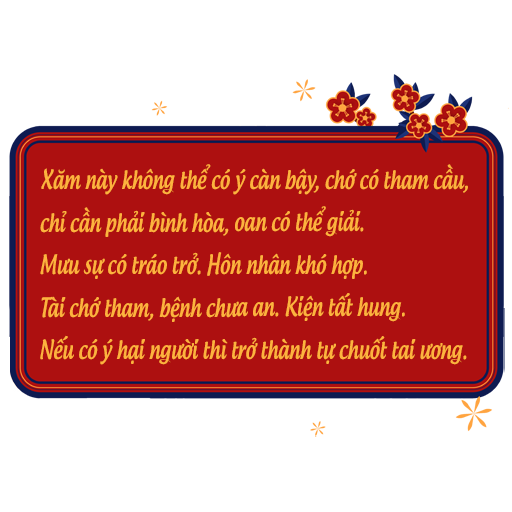 Xăm này không thể có ý càn bậy, chớ có tham cầu,
chỉ cần phải bình hòa, oan có thể giải.
Mưu sự có tráo trở. Hôn nhân khó hợp.
Tài chớ tham, bệnh chưa an. Kiện tất hung.
Nếu có ý hại người thì trở thành tự chuốt tai ương.